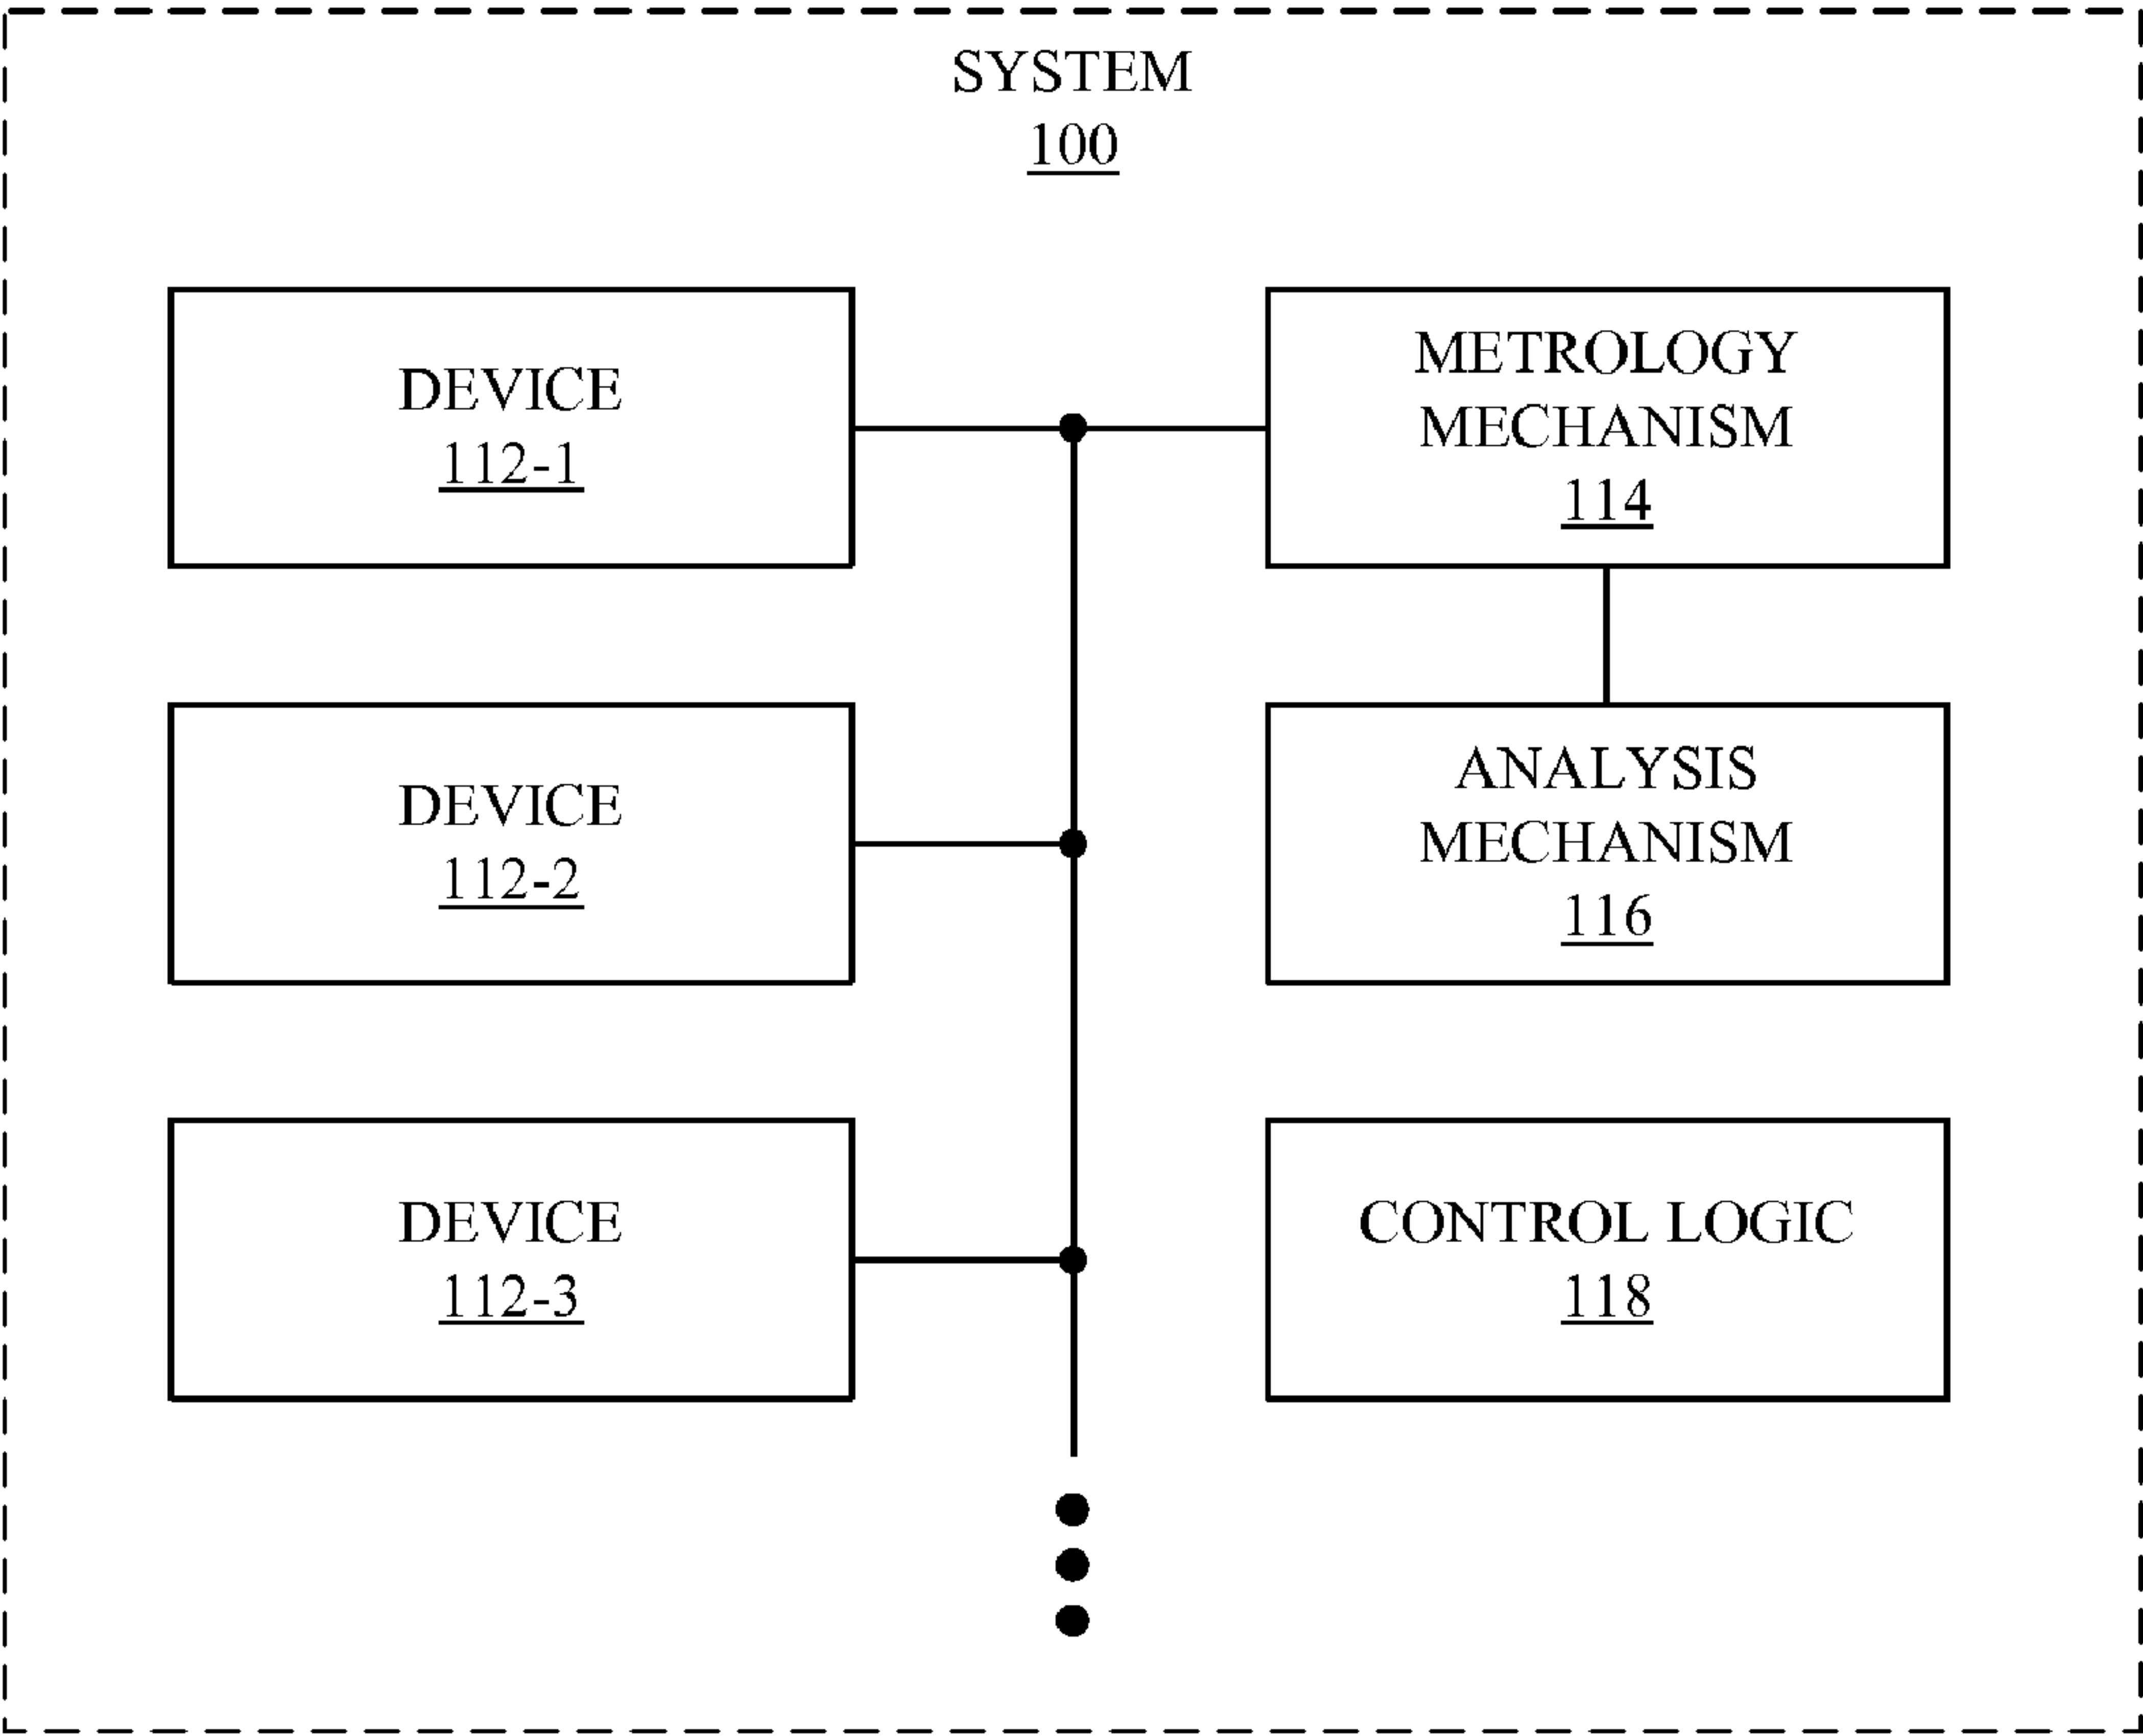 SYSTEM
100
DEVICE
112-1
METROLOGY
MECHANISM
114
DEVICE
112-2
ANALYSIS
MECHANISM
116
DEVICE
112-3
CONTROL LOGIC
118